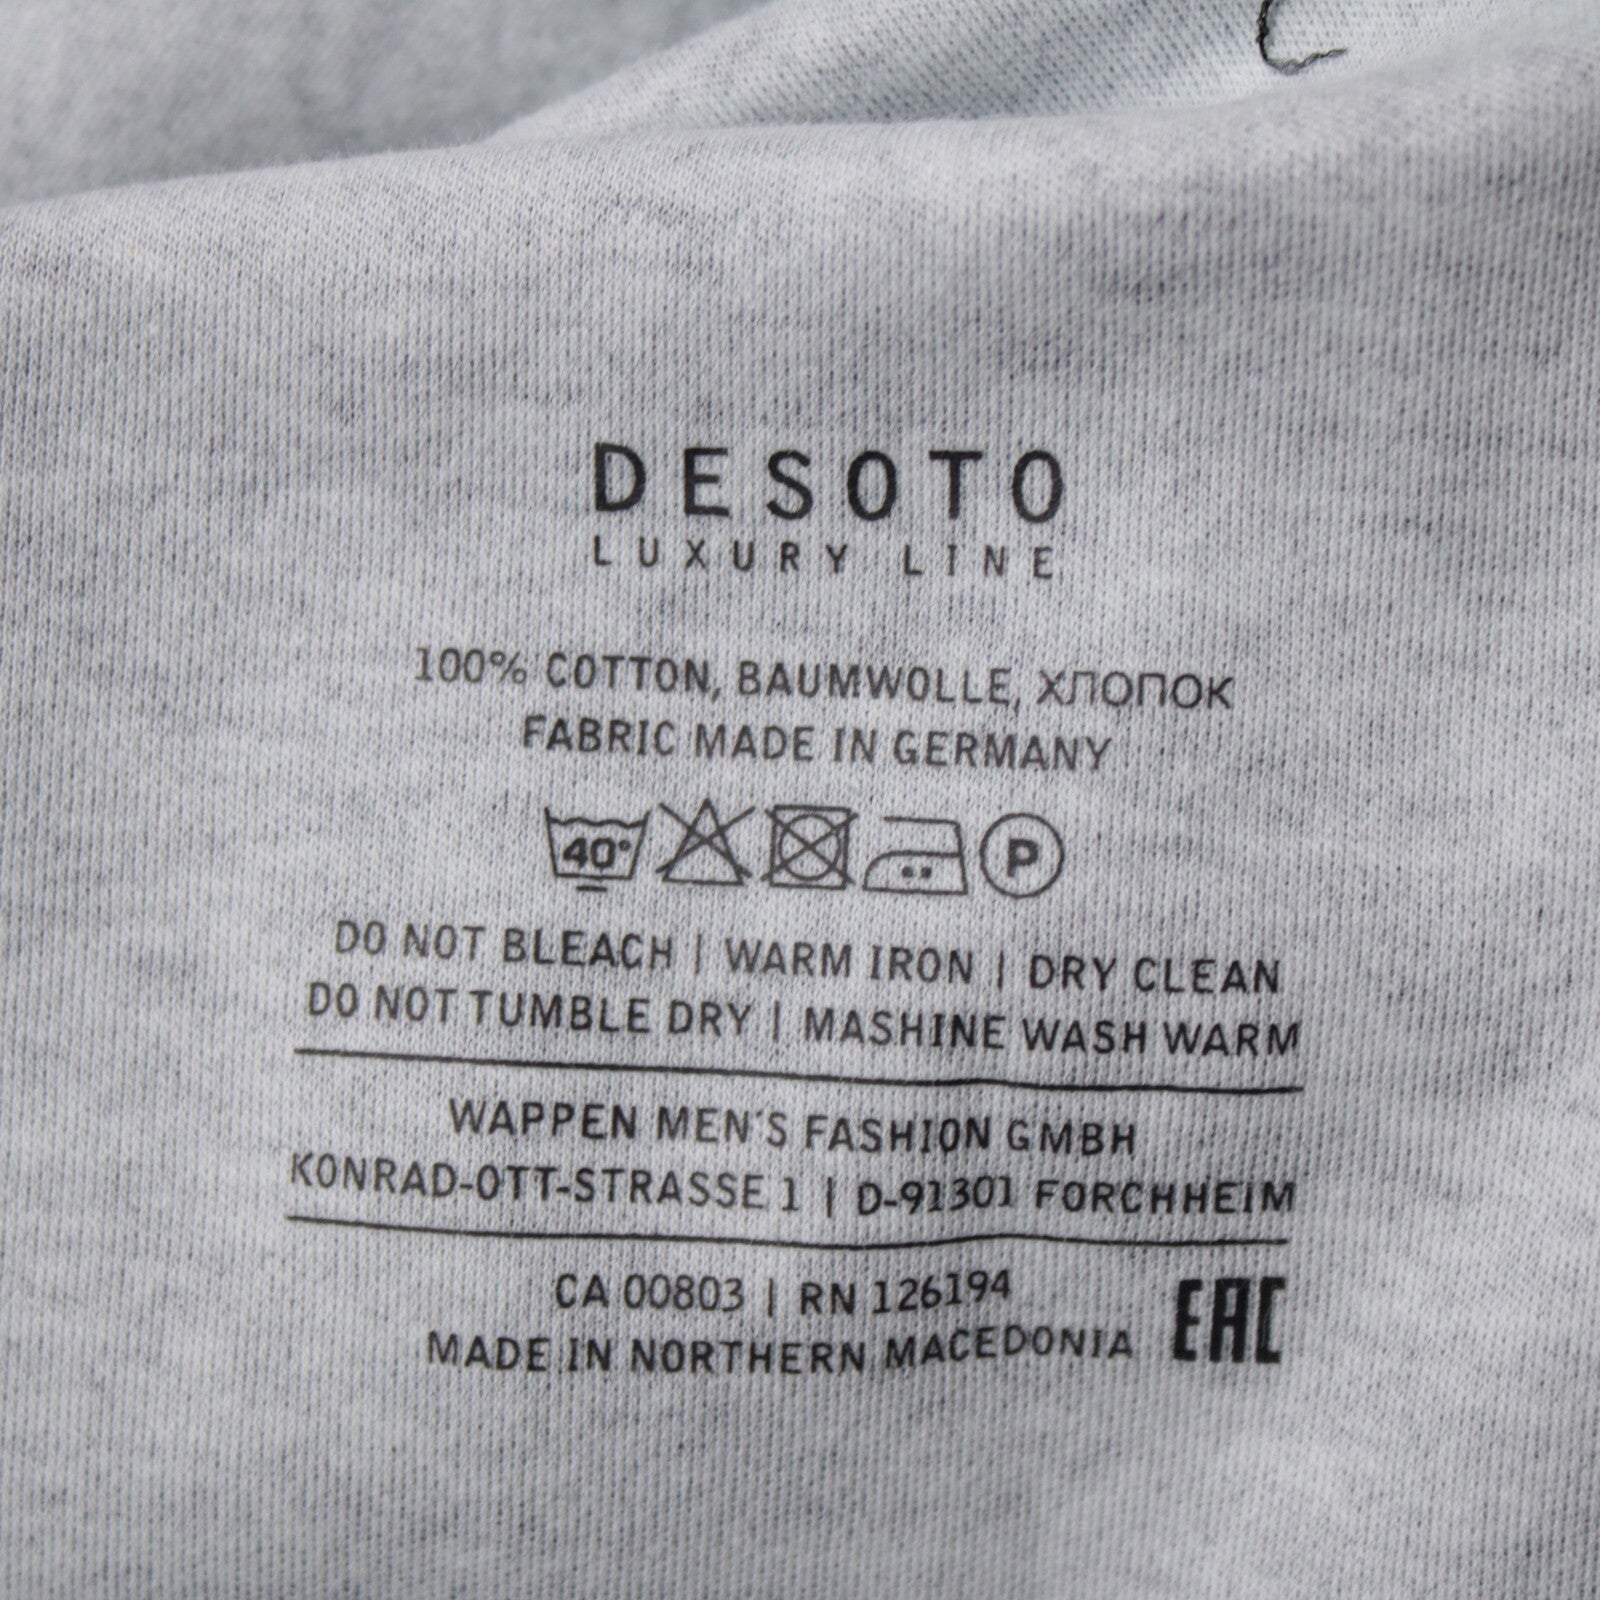 DESOTO
LUXURY LINE
100% COTTON, BAUMWOLLE, ХЛОПОК
FABRIC MADE IN GERMANY
40° P
DO NOT BLEACH | WARM IRON | DRY CLEAN
DO NOT TUMBLE DRY | MASHINE WASH WARM
WAPPEN MEN´S FASHION GMBH
KONRAD-OTT-STRASSE 1 | D-91301 FORCHHEIM
CA 00803 | RN 126194
MADE IN NORTHERN MACEDONIA EAC